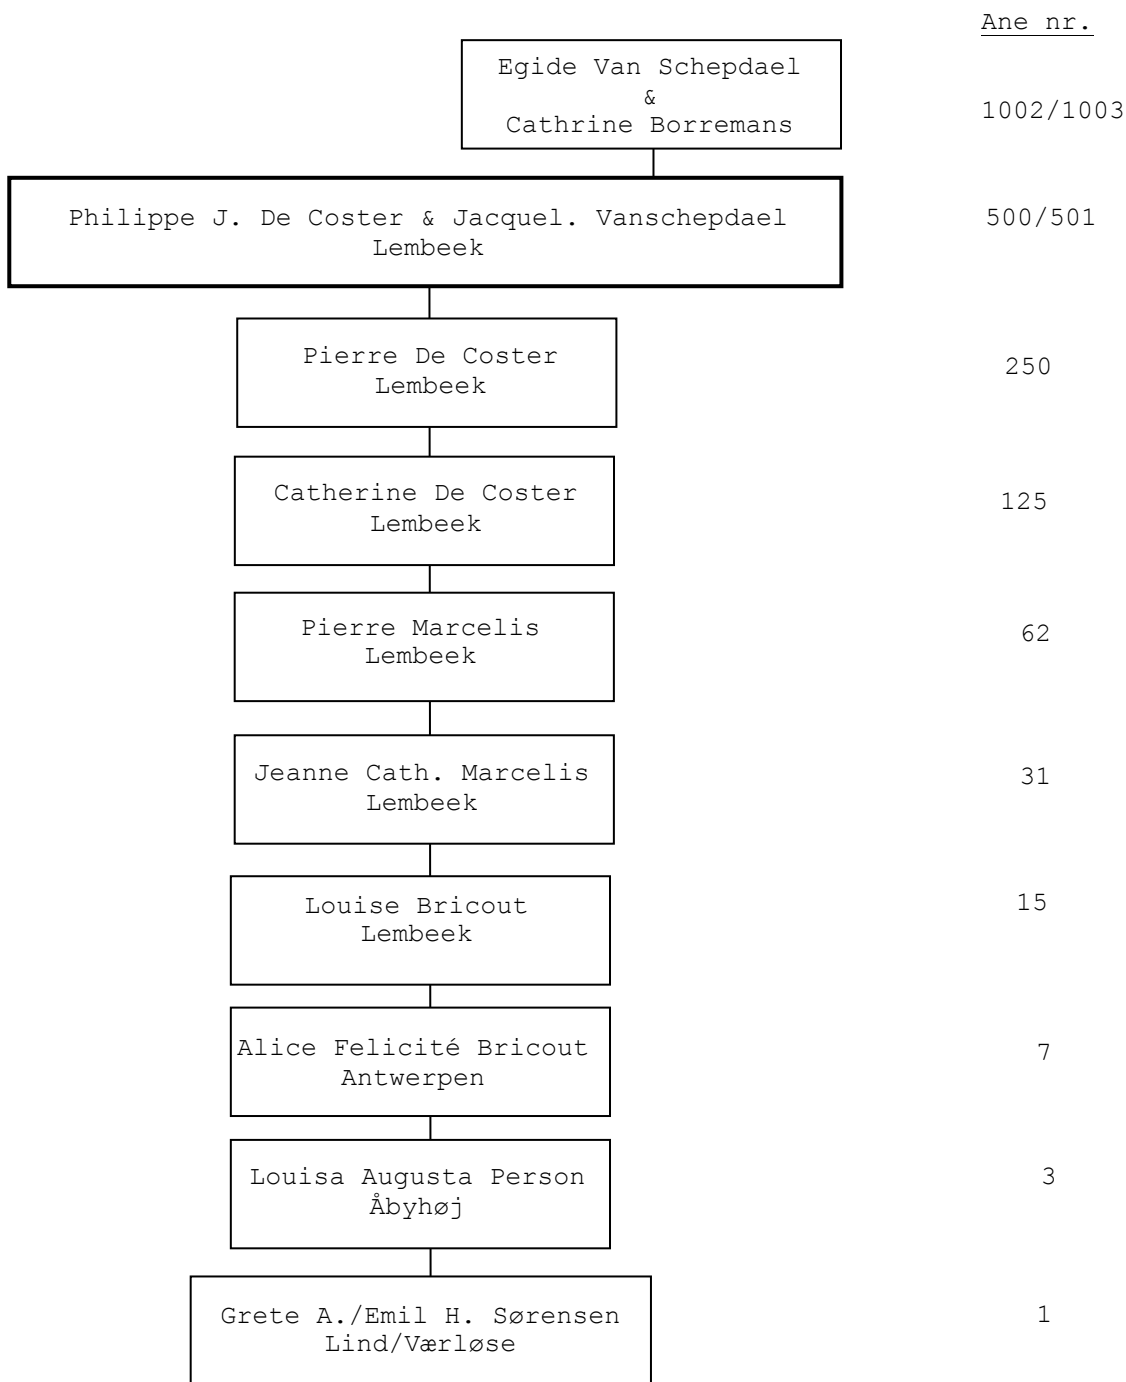 Ane nr.
Egide Van Schepdael
&
Cathrine Borremans
1002/1003
Philippe J. De Coster & Jacquel. Vanschepdael
Lembeek
500/501
Pierre De Coster
Lembeek
250
Catherine De Coster
Lembeek
125
Pierre Marcelis
Lembeek
62
Jeanne Cath. Marcelis
Lembeek
31
Louise Bricout
Lembeek
15
Alice Felicité Bricout
Antwerpen
7
Louisa Augusta Person
Åbyhøj
3
Grete A./Emil H. Sørensen
Lind/Værløse
1